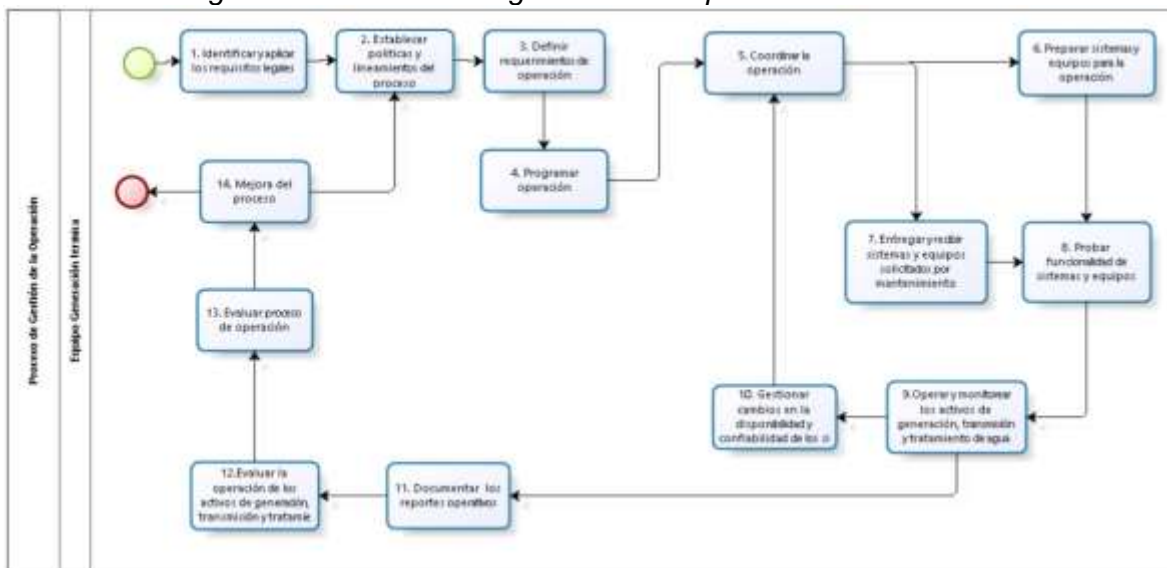 Proceso de Gestión de la Operación
Equipo Generación termica
1. Identificar y aplicar
los requisitos legales
2. Establecer
políticas y
lineamientos del
proceso
3. Definir
requerimientos de
operación
4. Programar
operación
5. Coordinar la
operación
6. Preparar sistemas y
equipos para la
operación
7. Entregar y recibir
sistemas y equipos
solicitados por
mantenimiento
8. Probar
funcionalidad de
sistemas y equipos
9.Operar y monitorear
los activos de
generación, transmisión
y tratamiento de agua
10. Gestionar
cambios en la
disponibilidad y
confiabilidad de los
11. Documentar los
reportes operativos
12.Evaluar la
operación de los
activos de generación,
transmisión y tratamie
13. Evaluar proceso
de operación
14. Mejora del
proceso